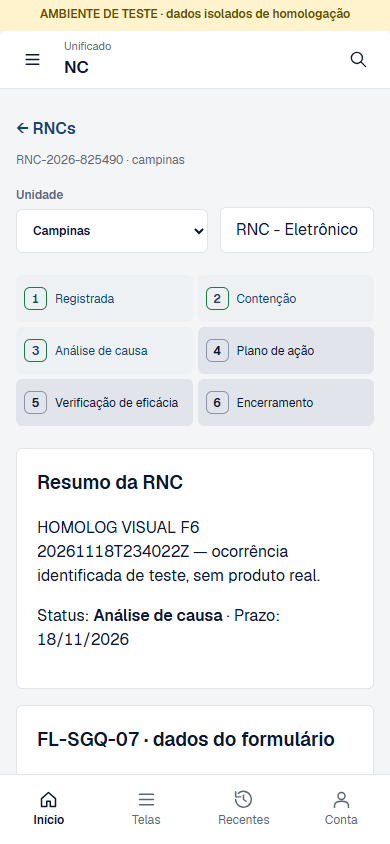 AMBIENTE DE TESTE · dados isolados de homologação
Unificado
NC
← RNCs
RNC-2026-825490 · campinas
Unidade
Campinas
RNC - Eletrônico
1 Registrada
2 Contenção
3 Análise de causa
4 Plano de ação
5 Verificação de eficácia
6 Encerramento
Resumo da RNC
HOMOLOG VISUAL F6
20261118T234022Z — ocorrência
identificada de teste, sem produto real.
Status: Análise de causa · Prazo:
18/11/2026
FL-SGQ-07 · dados do formulário
Início
Telas
Recentes
Conta